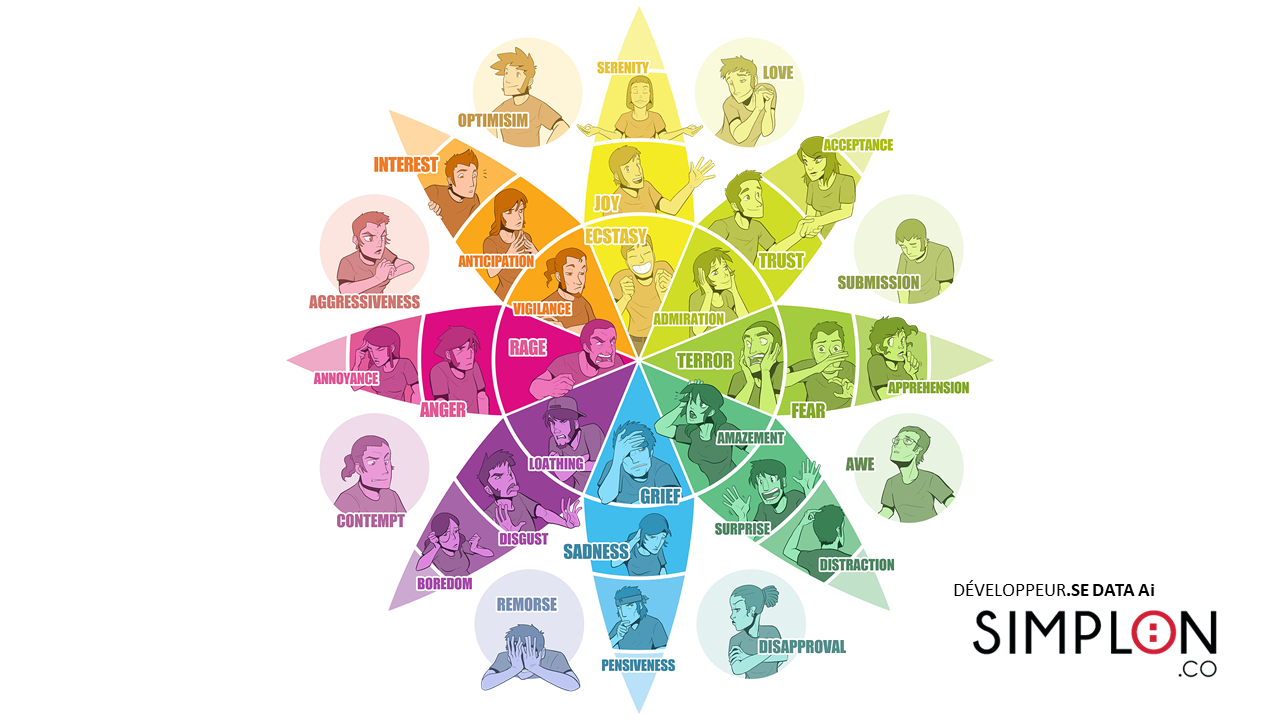 SERENITY
LOVE
OPTIMISIM
ACCEPTANCE
INTEREST
JOY
ECSTASY
TRUST
ANTICIPATION
SUBMISSION
AGGRESSIVENESS
VIGILANCE
ADMIRATION
RAGE
TERROR
ANNOYANCE
APPREHENSION
ANGER
FEAR
AMAZEMENT
LOATHING
AWE
GRIEF
CONTEMPT
SURPRISE
DISGUST
SADNESS
DISTRACTION
BOREDOM
DÉVELOPPEUR.SE DATA Ai
REMORSE
SIMPLON
DISAPPROVAL
PENSIVENESS
.CO